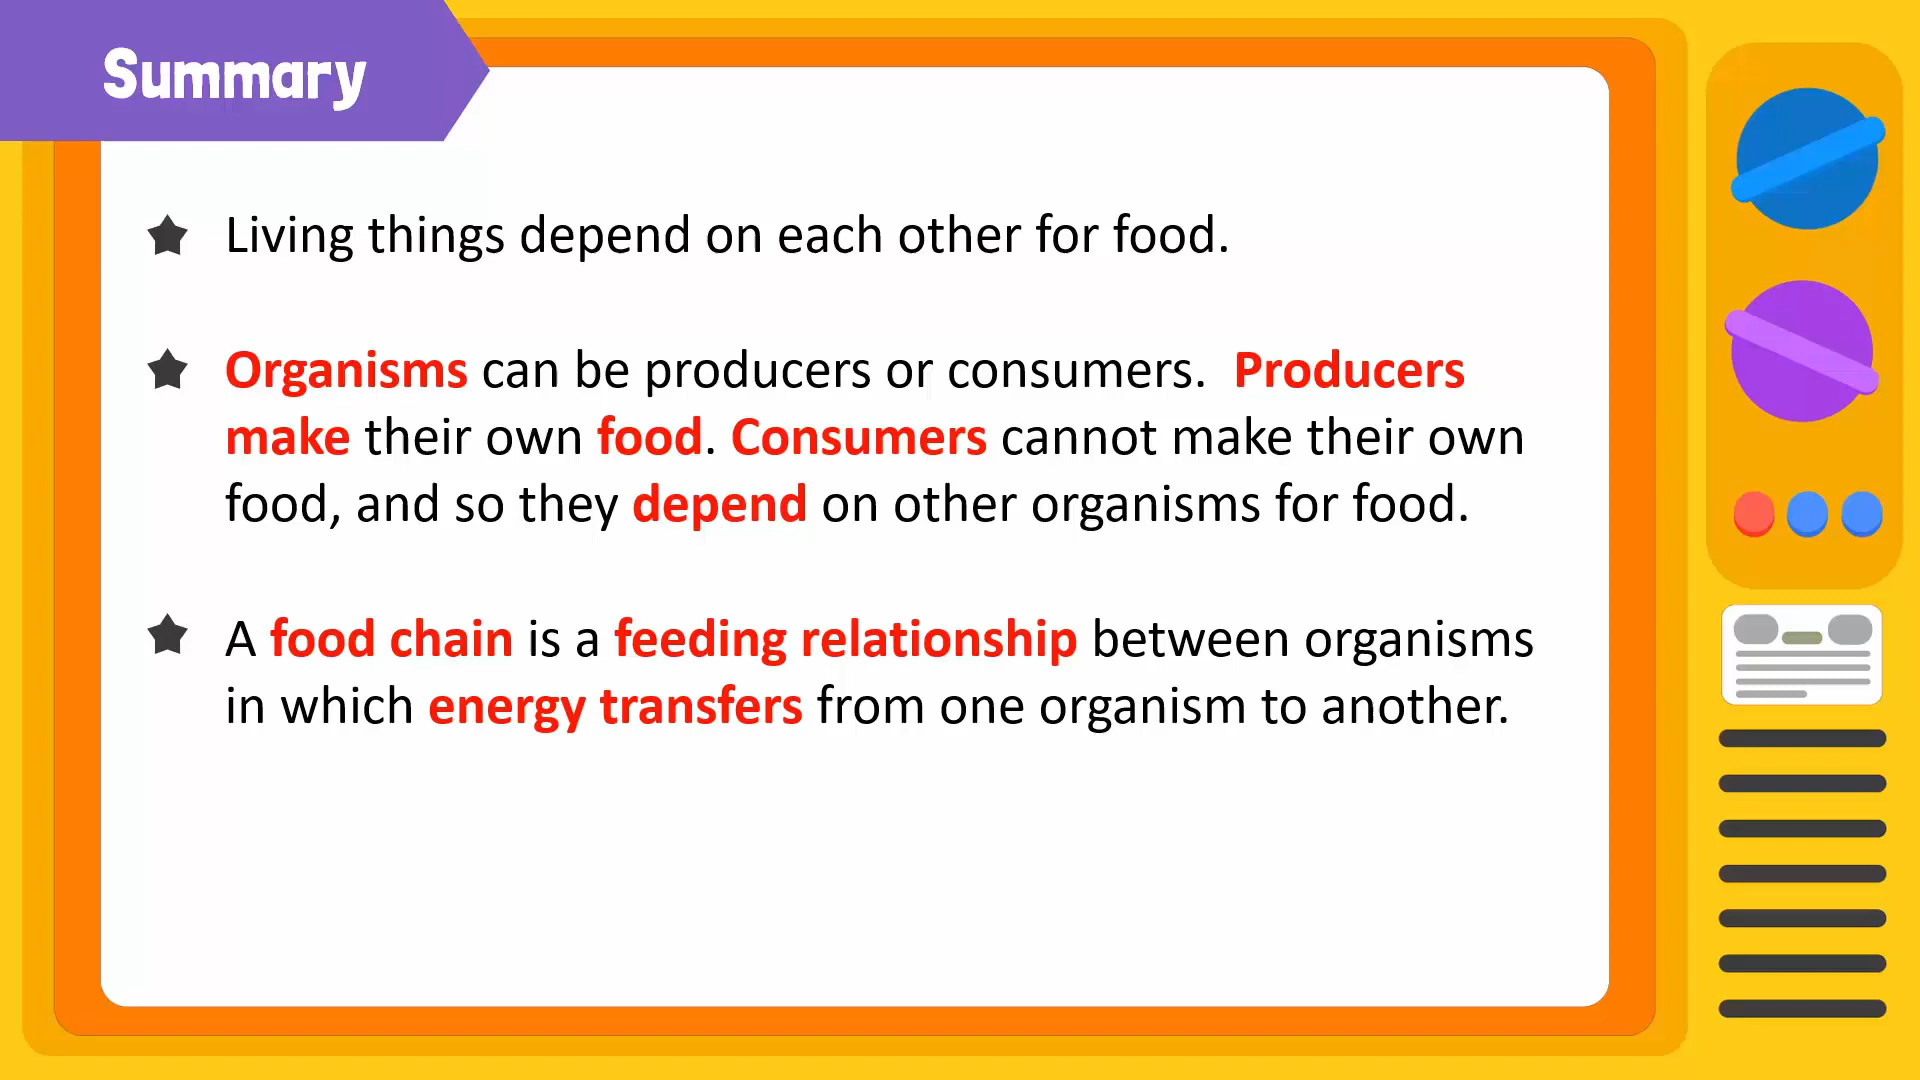 Summary
Living things depend on each other for food.
Organisms can be producers or consumers.  Producers
make their own food. Consumers cannot make their own
food, and so they depend on other organisms for food.
A food chain is a feeding relationship between organisms
in which energy transfers from one organism to another.